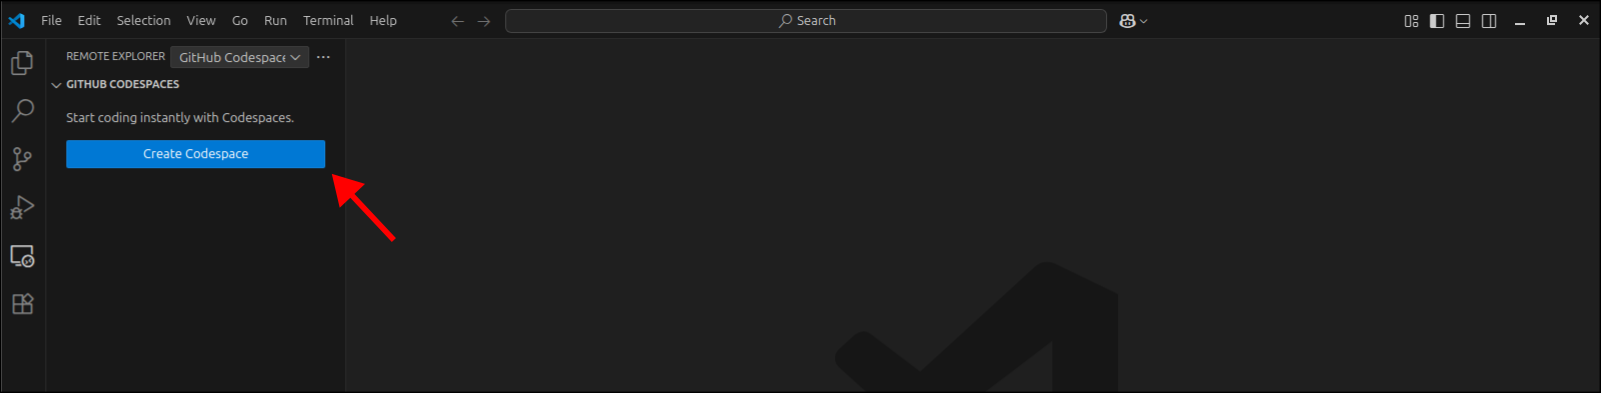 File Edit Selection View Go Run Terminal Help Search
REMOTE EXPLORER GitHub Codespace
GITHUB CODESPACES
Start coding instantly with Codespaces.
Create Codespace